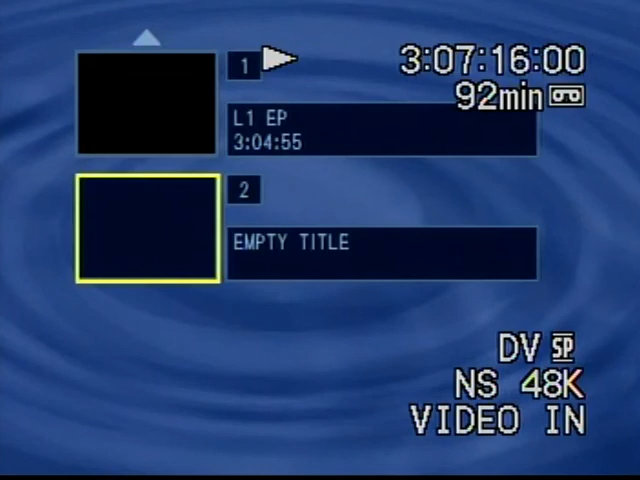 1
3:07:16:00
92min
L1 EP
3:04:55
2
EMPTY TITLE
DV SP
NS 48K
VIDEO IN